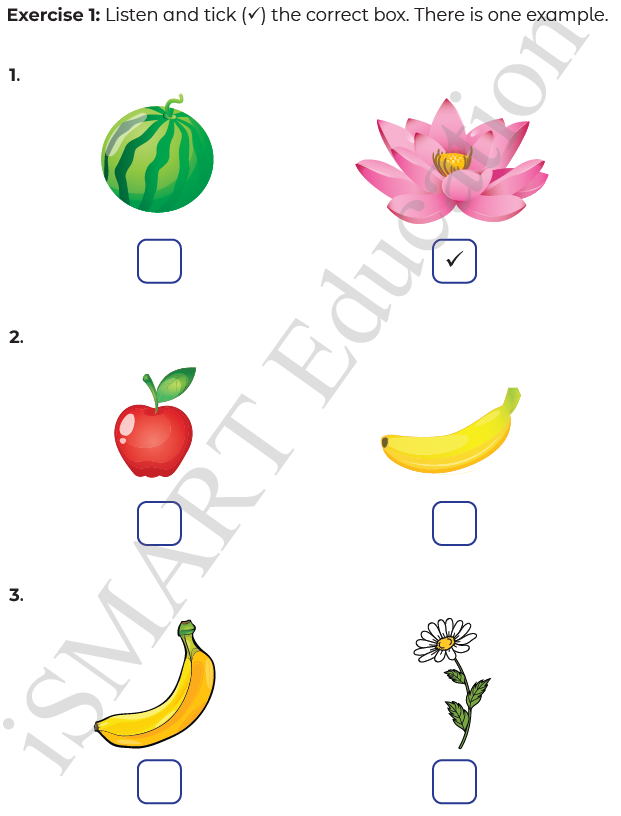 Exercise 1: Listen and tick (✓) the correct box. There is one example.
1.
✓
2.
3.
iSMART Education